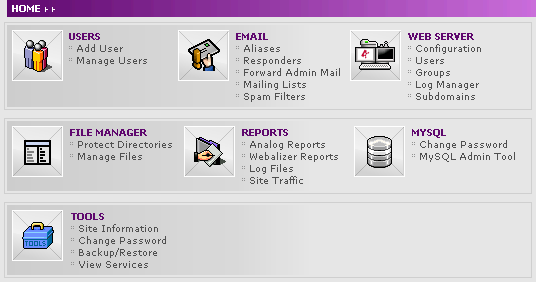 HOME
USERS
Add User
Manage Users
EMAIL
Aliases
Responders
Forward Admin Mail
Mailing Lists
Spam Filters
WEB SERVER
Configuration
Users
Groups
Log Manager
Subdomains
FILE MANAGER
Protect Directories
Manage Files
REPORTS
Analog Reports
Webalizer Reports
Log Files
Site Traffic
MYSQL
Change Password
MySQL Admin Tool
TOOLS
TOOLS
Site Information
Change Password
Backup/Restore
View Services